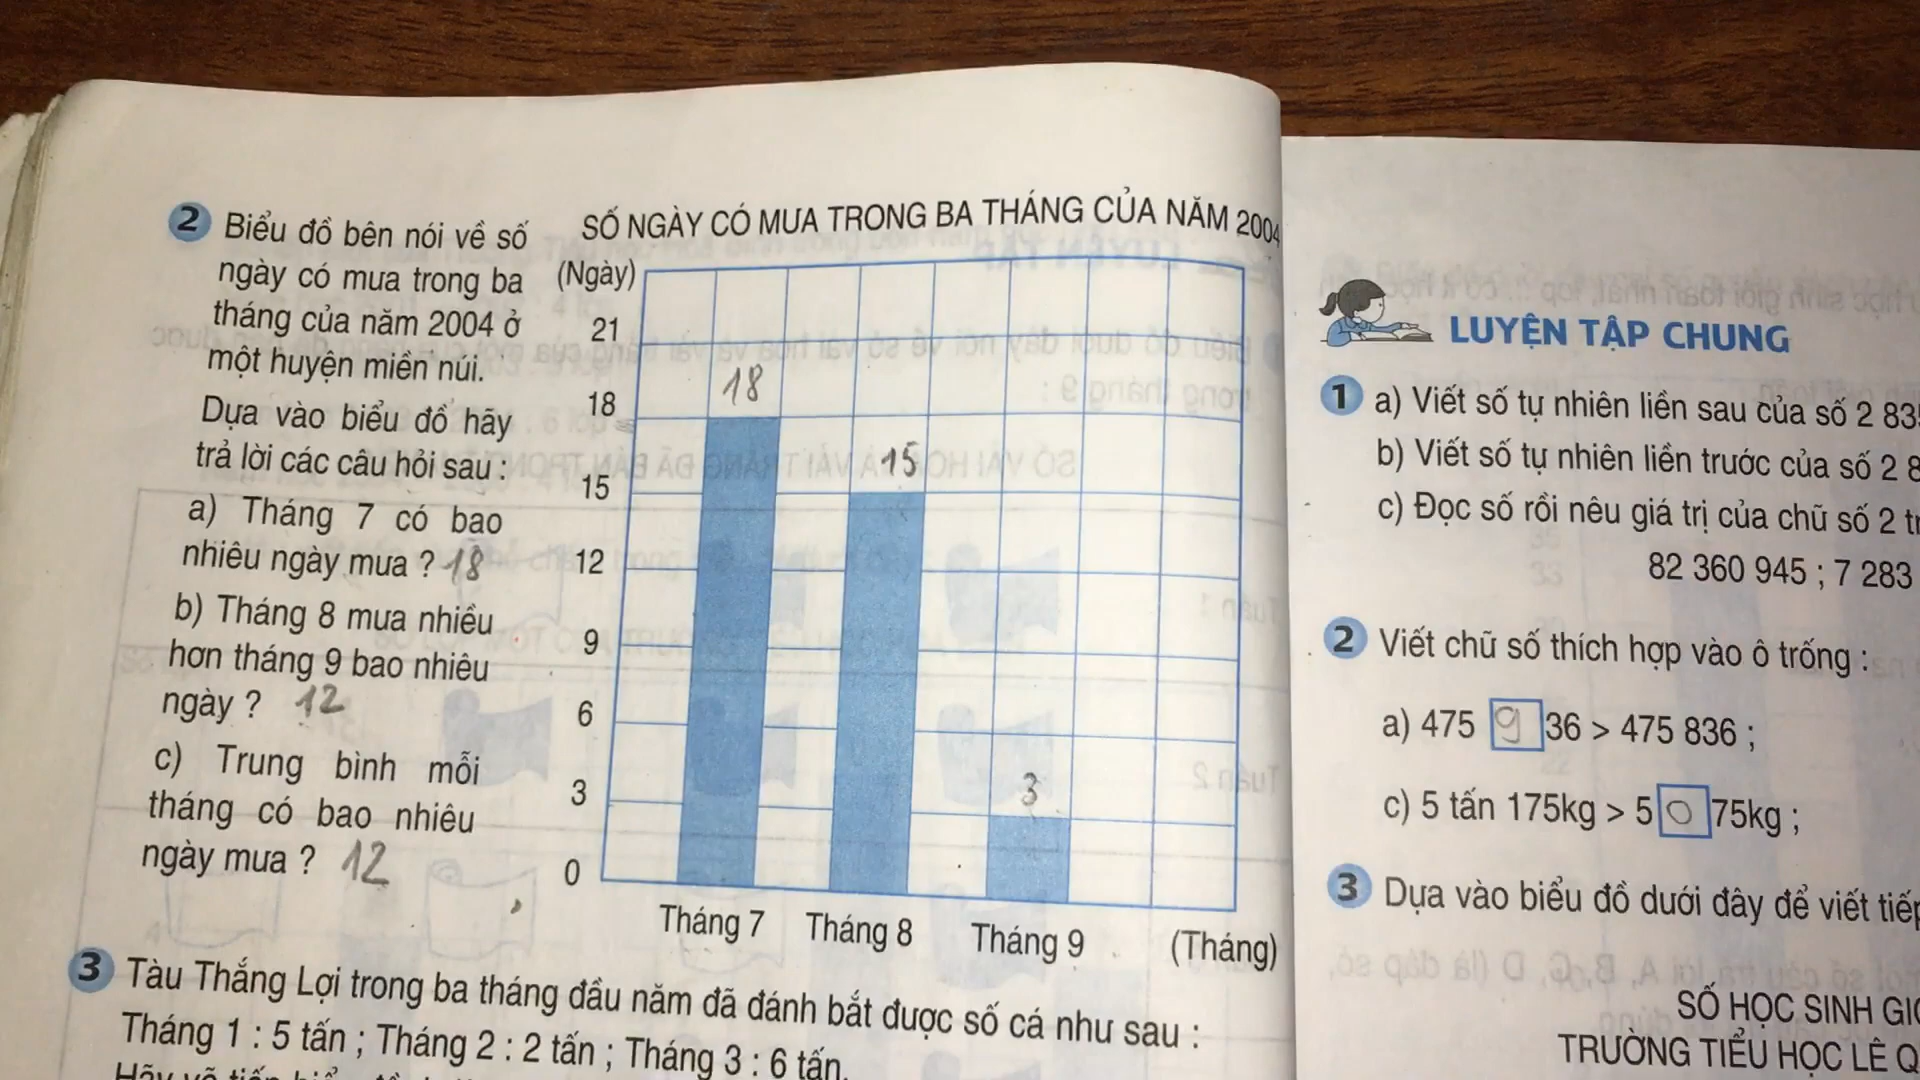 2 Biểu đồ bên nói về số
ngày có mưa trong ba
tháng của năm 2004 ở
một huyện miền núi.
Dựa vào biểu đồ hãy
trả lời các câu hỏi sau :
a) Tháng 7 có bao
nhiêu ngày mưa ? 18
b) Tháng 8 mưa nhiều
hơn tháng 9 bao nhiêu
ngày ? 12
c) Trung bình mỗi
tháng có bao nhiêu
ngày mưa ? 12
SỐ NGÀY CÓ MƯA TRONG BA THÁNG CỦA NĂM 2004
(Ngày)
21
18
15
12
9
6
3
0
18
15
3
Tháng 7 Tháng 8 Tháng 9 (Tháng)
3 Tàu Thắng Lợi trong ba tháng đầu năm đã đánh bắt được số cá như sau :
Tháng 1 : 5 tấn ; Tháng 2 : 2 tấn ; Tháng 3 : 6 tấn.
LUYỆN TẬP CHUNG
1 a) Viết số tự nhiên liền sau của số 2 83
b) Viết số tự nhiên liền trước của số 2 8
c) Đọc số rồi nêu giá trị của chữ số 2 tr
82 360 945 ; 7 283
2 Viết chữ số thích hợp vào ô trống :
a) 475 9 36 > 475 836 ;
c) 5 tấn 175kg > 5 0 75kg ;
3 Dựa vào biểu đồ dưới đây để viết tiếp
SỐ HỌC SINH GIỎ
TRƯỜNG TIỂU HỌC LÊ Q